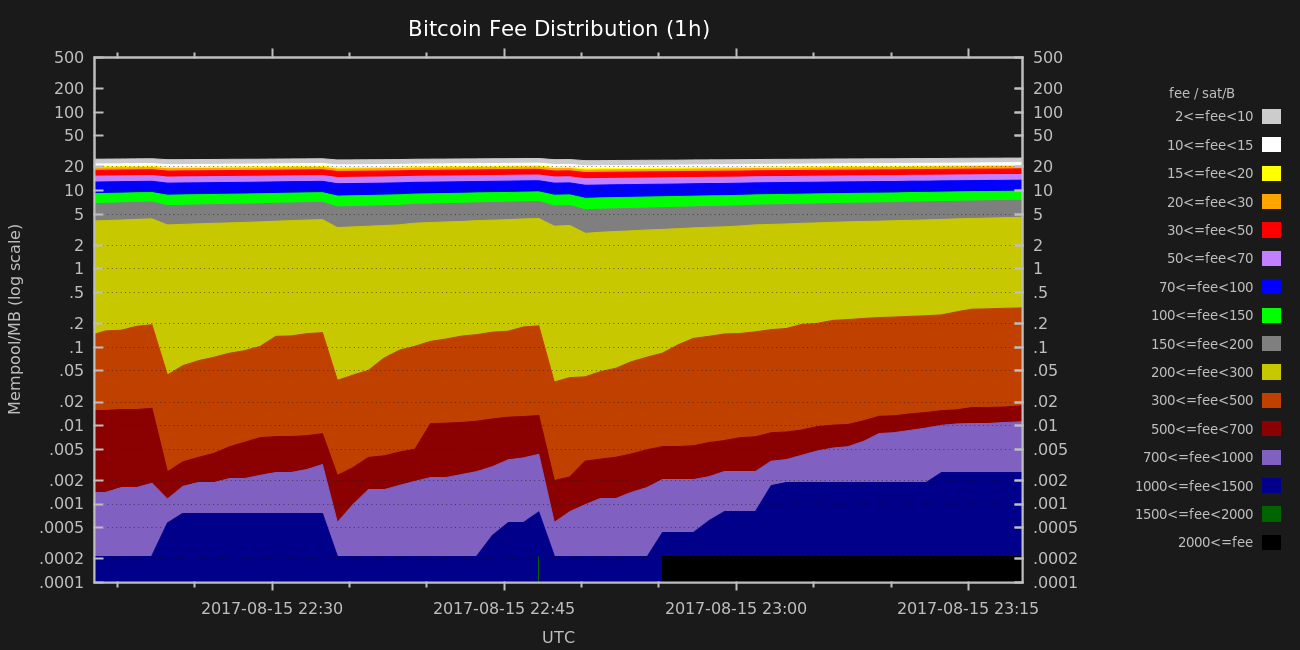 Bitcoin Fee Distribution (1h)
500
200
100
50
20
10
5
2
1
.5
.2
.1
.05
.02
.01
.005
.002
.001
.0005
.0002
.0001
Mempool/MB (log scale)
500
200
100
50
20
10
5
2
1
.5
.2
.1
.05
.02
.01
.005
.002
.001
.0005
.0002
.0001
2017-08-15 22:30
2017-08-15 22:45
2017-08-15 23:00
2017-08-15 23:15
UTC
fee / sat/B
2<=fee<10
10<=fee<15
15<=fee<20
20<=fee<30
30<=fee<50
50<=fee<70
70<=fee<100
100<=fee<150
150<=fee<200
200<=fee<300
300<=fee<500
500<=fee<700
700<=fee<1000
1000<=fee<1500
1500<=fee<2000
2000<=fee